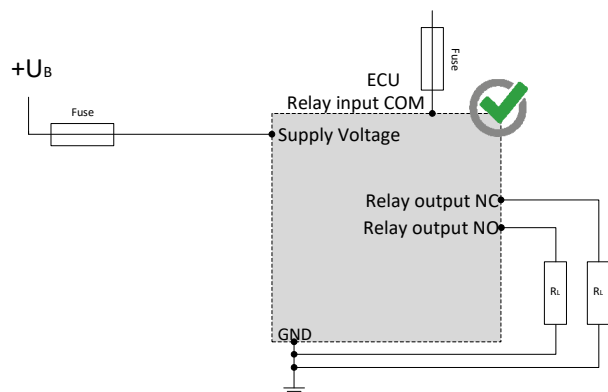 Fuse
+UB
ECU
Relay input COM
Fuse
Supply Voltage
Relay output NC
Relay output NO
RL
RL
GND